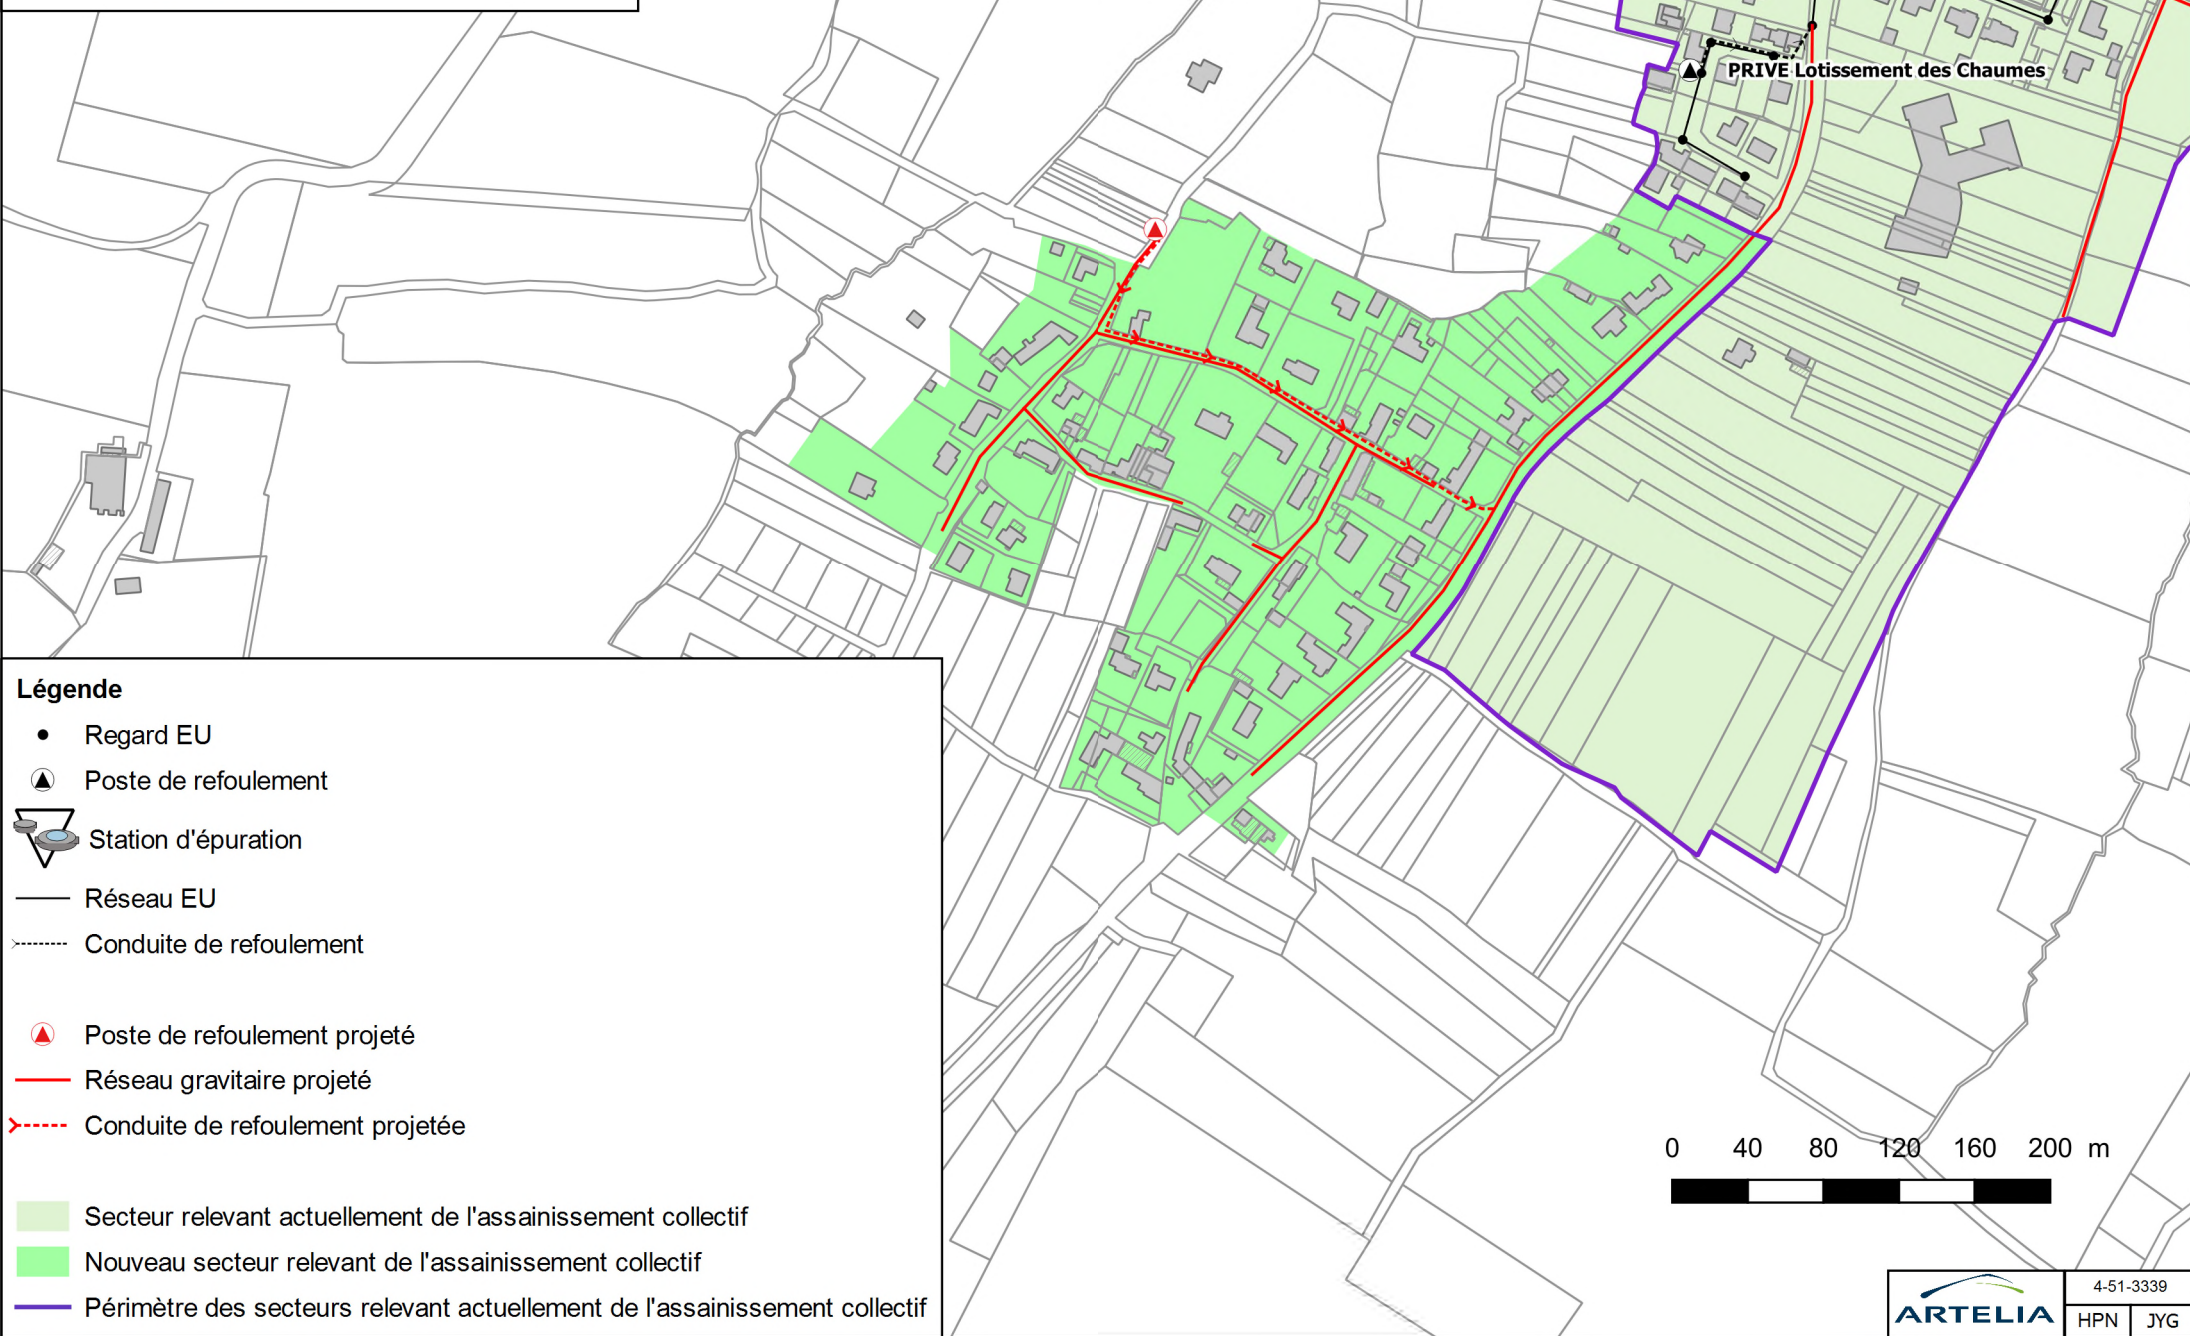 PRIVE Lotissement des Chaumes
Légende
Regard EU
Poste de refoulement
Station d'épuration
Réseau EU
Conduite de refoulement
Poste de refoulement projeté
Réseau gravitaire projeté
Conduite de refoulement projetée
Secteur relevant actuellement de l'assainissement collectif
Nouveau secteur relevant de l'assainissement collectif
Périmètre des secteurs relevant actuellement de l'assainissement collectif
0 40 80 120 160 200 m
ARTELIA
4-51-3339
HPN JYG